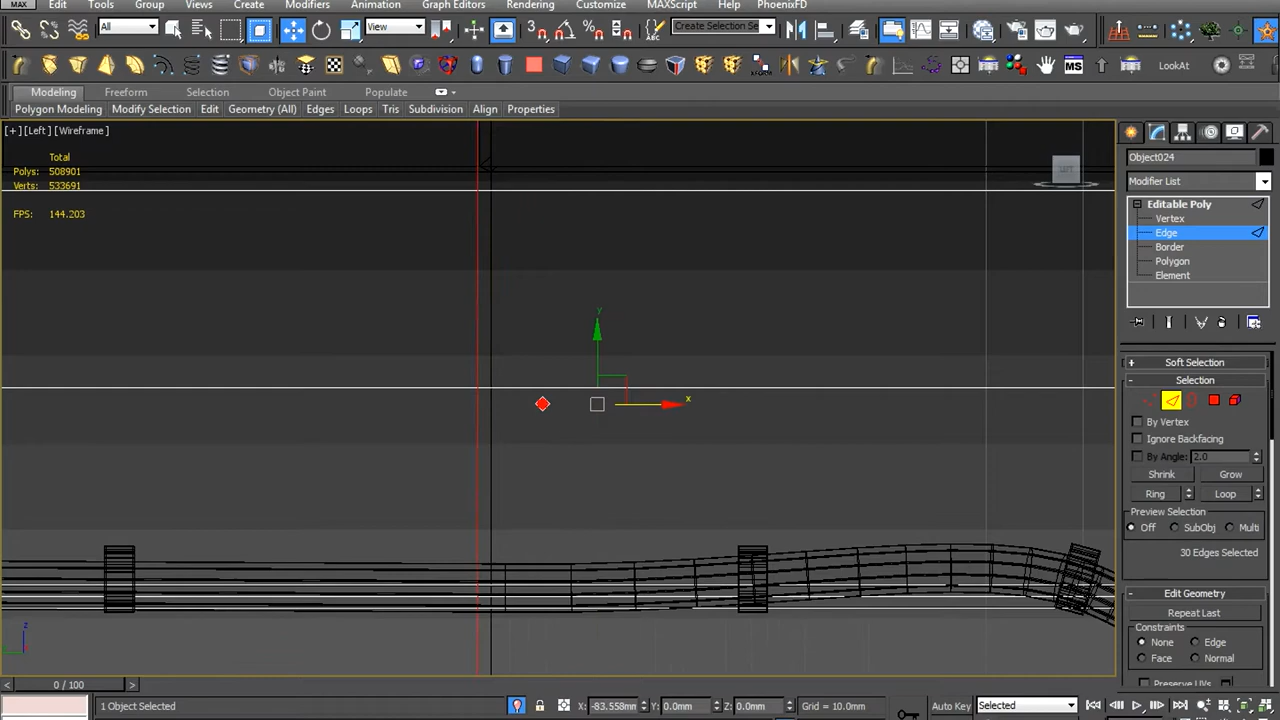 MAX Edit Tools Group Views Create Modifiers Animation Graph Editors Rendering Customize MAXScript Help PhoenixFD
All View Create Selection Se
MS LookAt
Modeling Freeform Selection Object Paint Populate
Polygon Modeling Modify Selection Edit Geometry (All) Edges Loops Tris Subdivision Align Properties
[+] [Left] [Wireframe]
Total
Polys: 508901
Verts: 533691
FPS: 144.203
LEFT
y
x
z
y
Object024
Modifier List
Editable Poly
Vertex
Edge
Border
Polygon
Element
+ Soft Selection
- Selection
By Vertex
Ignore Backfacing
By Angle: 2.0
Shrink Grow
Ring Loop
Preview Selection
Off SubObj Multi
30 Edges Selected
- Edit Geometry
Repeat Last
Constraints
None Edge
Face Normal
Preserve UVs
< 0 / 100 >
1 Object Selected X: -83.558mm Y: 0.0mm Z: 0.0mm Grid = 10.0mm Auto Key Selected